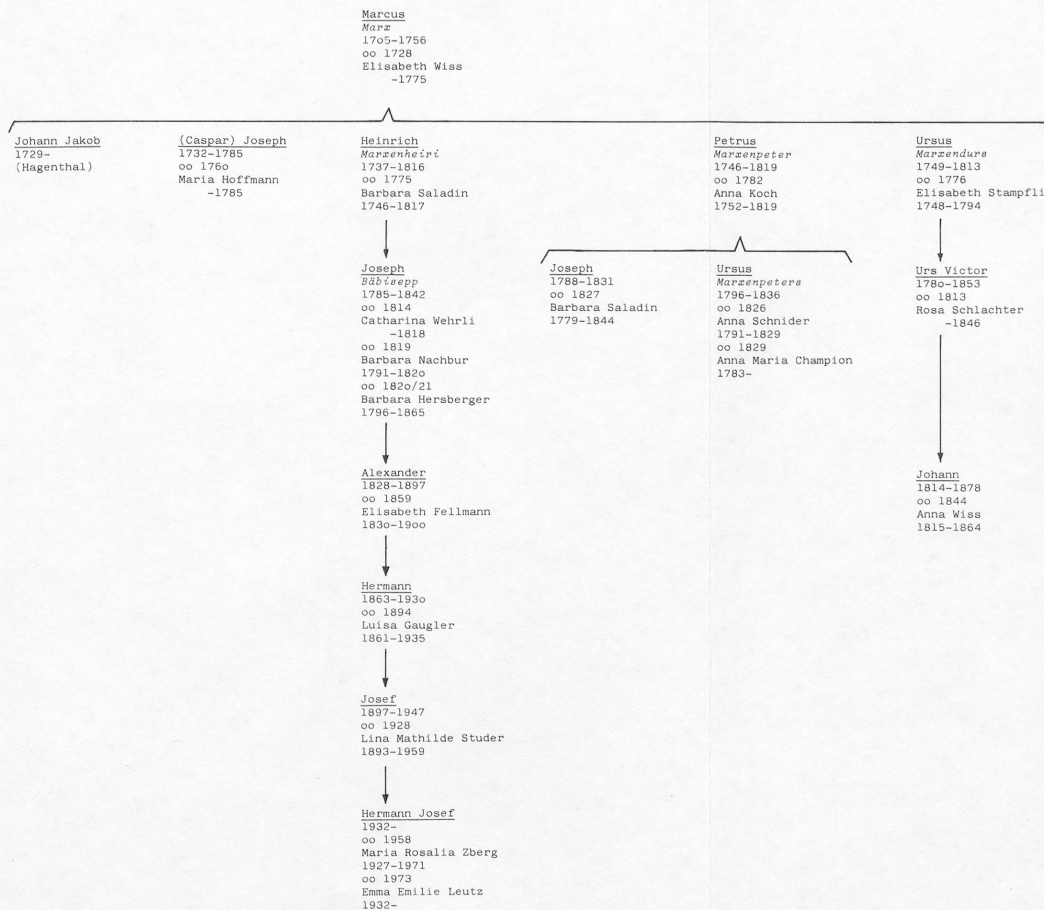 Marcus
Marx
17o5-1756
oo 1728
Elisabeth Wiss
-1775
Johann Jakob
1729-
(Hagenthal)
(Caspar) Joseph
1732-1785
oo 176o
Maria Hoffmann
-1785
Heinrich
Marxenheiri
1737-1816
oo 1775
Barbara Saladin
1746-1817
Petrus
Marxenpeter
1746-1819
oo 1782
Anna Koch
1752-1819
Ursus
Marxendurs
1749-1813
oo 1776
Elisabeth Stampfli
1748-1794
Joseph
Bäbisepp
1785-1842
oo 1814
Catharina Wehrli
-1818
oo 1819
Barbara Nachbur
1791-182o
oo 182o/21
Barbara Hersberger
1796-1865
Joseph
1788-1831
oo 1827
Barbara Saladin
1779-1844
Ursus
Marxenpeters
1796-1836
oo 1826
Anna Schnider
1791-1829
oo 1829
Anna Maria Champion
1783-
Urs Victor
178o-1853
oo 1813
Rosa Schlachter
-1846
Alexander
1828-1897
oo 1859
Elisabeth Fellmann
183o-19oo
Johann
1814-1878
oo 1844
Anna Wiss
1815-1864
Hermann
1863-193o
oo 1894
Luisa Gaugler
1861-1935
Josef
1897-1947
oo 1928
Lina Mathilde Studer
1893-1959
Hermann Josef
1932-
oo 1958
Maria Rosalia Zberg
1927-1971
oo 1973
Emma Emilie Leutz
1932-